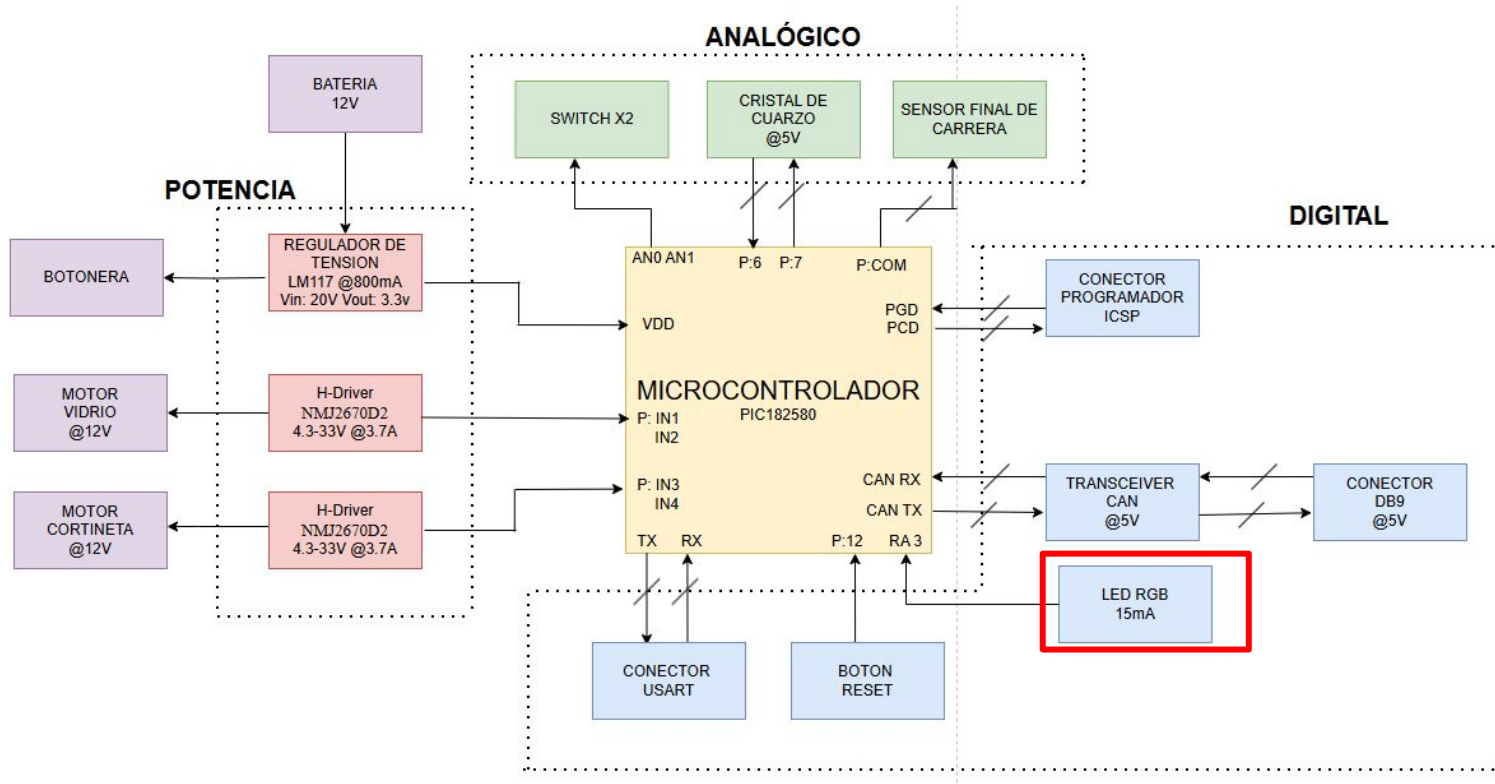 ANALÓGICO
BATERIA
12V
SWITCH X2
CRISTAL DE
CUARZO
@5V
SENSOR FINAL DE
CARRERA
POTENCIA
DIGITAL
BOTONERA
REGULADOR DE
TENSION
LM117 @800mA
Vin: 20V Vout: 3.3v
AN0 AN1
P:6
P:7
P:COM
CONECTOR
PROGRAMADOR
ICSP
PGD
PCD
VDD
MICROCONTROLADOR
PIC182580
MOTOR
VIDRIO
@12V
H-Driver
NMJ2670D2
4.3-33V @3.7A
P: IN1
IN2
MOTOR
CORTINETA
@12V
H-Driver
NMJ2670D2
4.3-33V @3.7A
P: IN3
IN4
CAN RX
CAN TX
TRANSCEIVER
CAN
@5V
CONECTOR
DB9
@5V
TX
RX
P:12
RA 3
LED RGB
15mA
CONECTOR
USART
BOTON
RESET